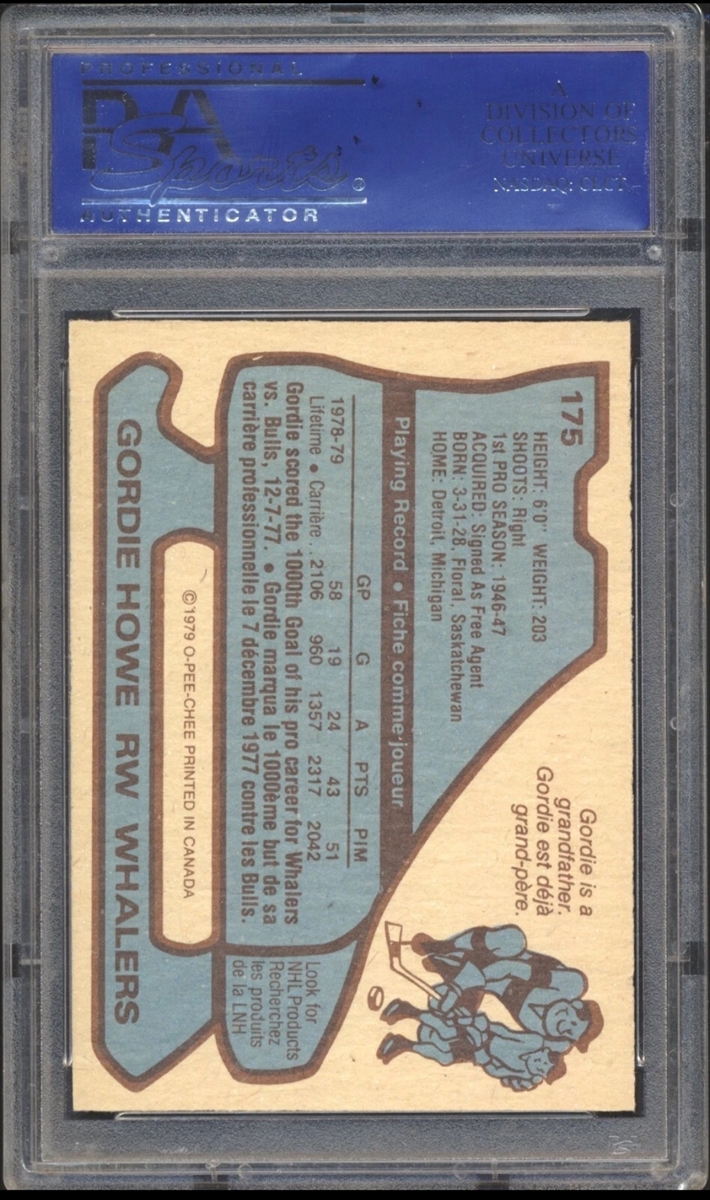 PROFESSIONAL
PSA
Sports®
AUTHENTICATOR
A
DIVISION OF
COLLECTORS
UNIVERSE
NASDAQ: CLCT
175
HEIGHT: 6'0" WEIGHT: 203
SHOOTS: Right
1st PRO SEASON: 1946-47
ACQUIRED: Signed As Free Agent
BORN: 3-31-28, Floral, Saskatchewan
HOME: Detroit, Michigan
Gordie is a
grandfather.
Gordie est déjà
grand-père.
Playing Record • Fiche comme joueur
GP G A PTS PIM
1978-79 58 19 24 43 51
Lifetime • Carrière .. 2106 960 1357 2317 2042
Gordie scored the 1000th Goal of his pro career for Whalers
vs. Bulls, 12-7-77. • Gordie marqua le 1000ème but de sa
carrière professionnelle le 7 décembre 1977 contre les Bulls.
Look for
NHL Products
Recherchez
les produits
de la LNH
©1979 O-PEE-CHEE PRINTED IN CANADA
GORDIE HOWE RW WHALERS